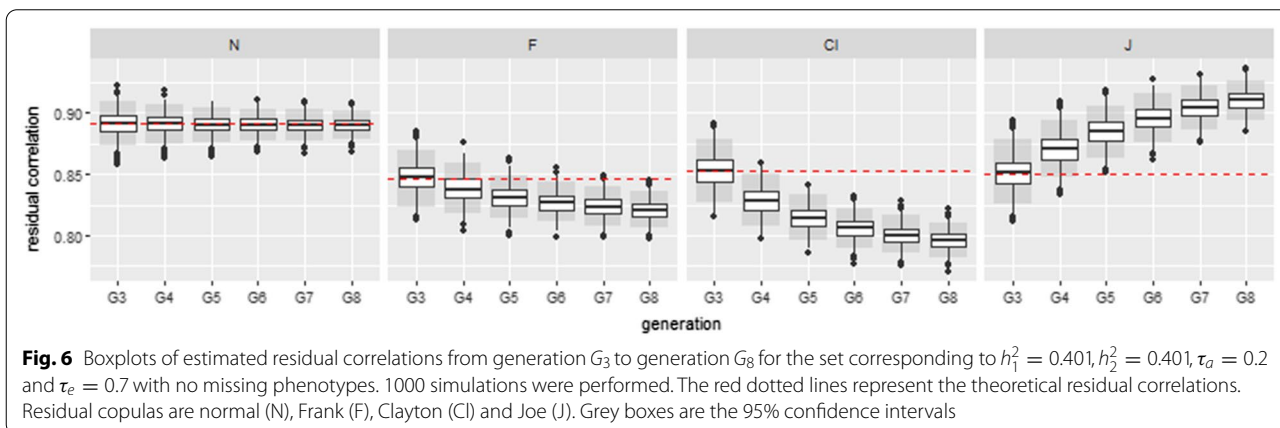 N F Cl J
0.90
0.85
0.80
residual correlation
G3 G4 G5 G6 G7 G8 G3 G4 G5 G6 G7 G8 G3 G4 G5 G6 G7 G8 G3 G4 G5 G6 G7 G8
generation
Fig. 6 Boxplots of estimated residual correlations from generation G₃ to generation G₈ for the set corresponding to h₁² = 0.401, h₂² = 0.401, τₐ = 0.2
and τₑ = 0.7 with no missing phenotypes. 1000 simulations were performed. The red dotted lines represent the theoretical residual correlations.
Residual copulas are normal (N), Frank (F), Clayton (Cl) and Joe (J). Grey boxes are the 95% confidence intervals